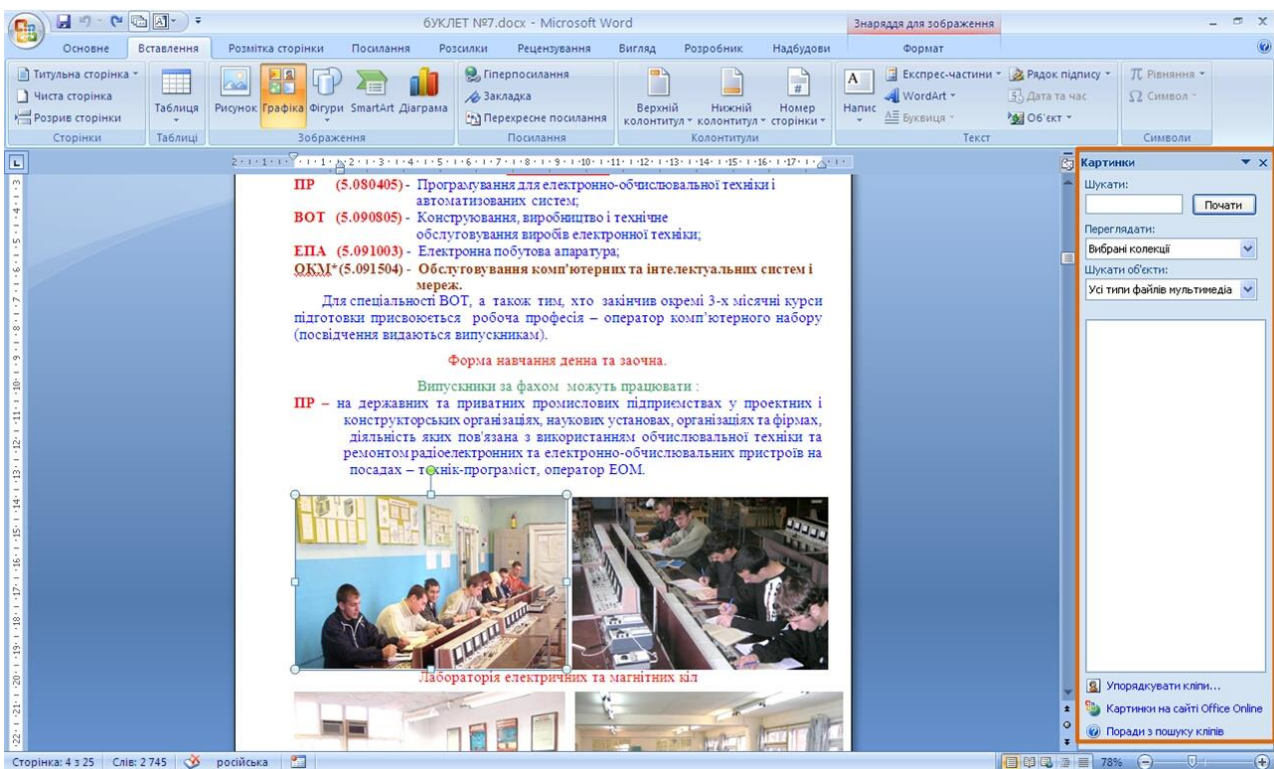 6УКЛЕТ №7.docx - Microsoft Word
Знаряддя для зображення
Основне Вставлення Розмітка сторінки Посилання Розсилки Рецензування Вигляд Розробник Надбудови Формат
Титульна сторінка
Чиста сторінка
Розрив сторінки
Сторінки
Таблиця
Таблиці
Рисунок Графіка Фігури SmartArt Діаграма
Зображення
Гіперпосилання
Закладка
Перехресне посилання
Посилання
Верхній колонтитул
Нижній колонтитул
Номер сторінки
Колонтитули
Напис
Експрес-частини
WordArt
Буквиця
Рядок підпису
Дата та час
Об'єкт
Текст
Рівняння
Символ
Символи
ПР (5.080405) - Програмування для електронно-обчислювальної техніки і
автоматизованих систем;
ВОТ (5.090805) - Конструювання, виробництво і технічне
обслуговування виробів електронної техніки;
ЕПА (5.091003) - Електронна побутова апаратура;
ОКМ*(5.091504) - Обслуговування комп'ютерних та інтелектуальних систем і
мереж.
Для спеціальності ВОТ, а також тим, хто закінчив окремі 3-х місячні курси
підготовки присвоюється робоча професія – оператор комп’ютерного набору
(посвідчення видаються випускникам).
Форма навчання денна та заочна.
Випускники за фахом можуть працювати :
ПР – на державних та приватних промислових підприємствах у проектних і
конструкторських організаціях, наукових установах, організаціях та фірмах,
діяльність яких пов'язана з використанням обчислювальної техніки та
ремонтом радіоелектронних та електронно-обчислювальних пристроїв на
посадах – технік-програміст, оператор ЕОМ.
Лабораторія електричних та магнітних кіл
Картинки
Шукати:
Почати
Переглядати:
Вибрані колекції
Шукати об'єкти:
Усі типи файлів мультимедіа
Упорядкувати кліпи...
Картинки на сайті Office Online
Поради з пошуку кліпів
Сторінка: 4 з 25 Слів: 2 745 російська 78%